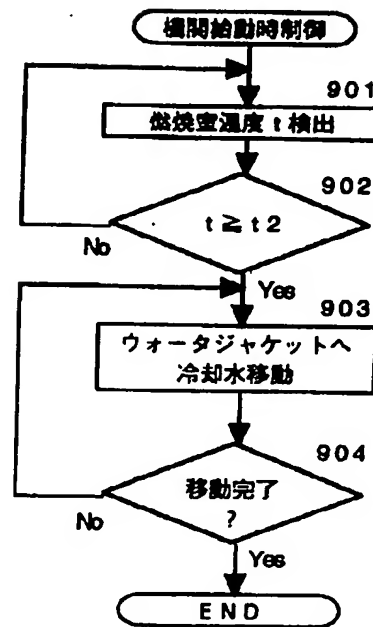 機関始動時制御
901
燃焼室温度 t 検出
902
t ≧ t2
No
Yes
903
ウォータジャケットへ
冷却水移動
904
移動完了
?
No
Yes
END